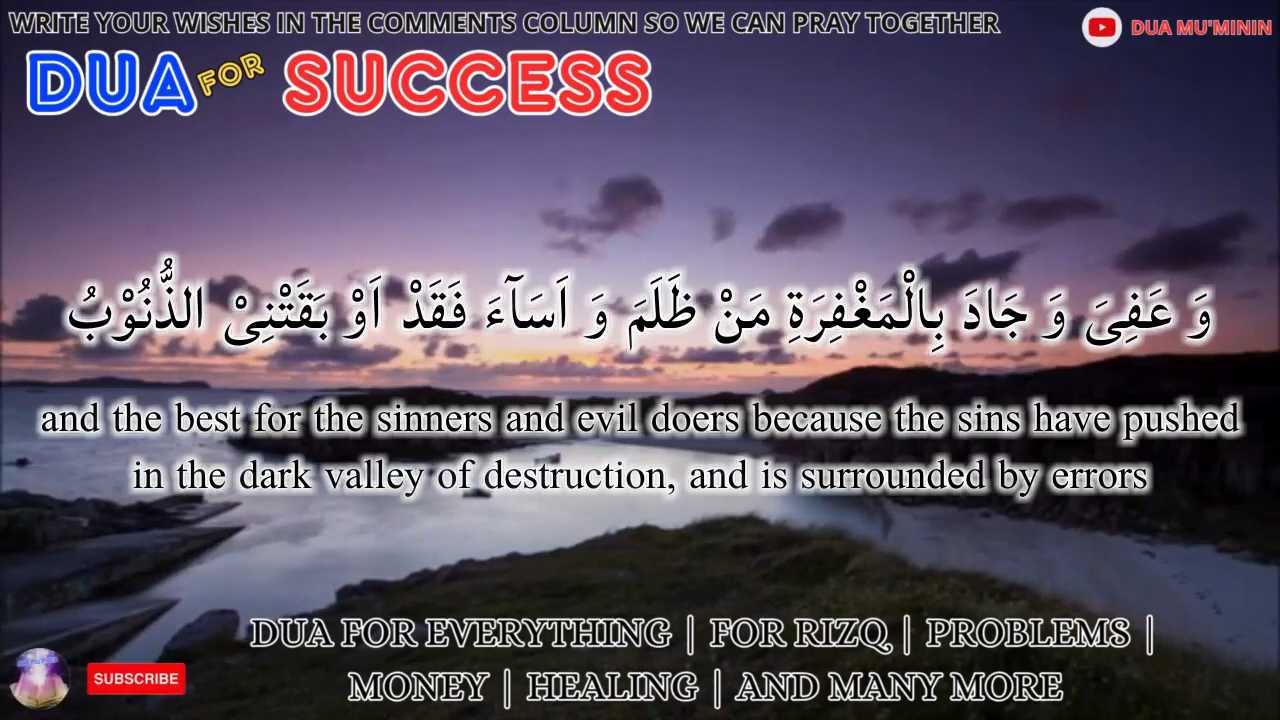 WRITE YOUR WISHES IN THE COMMENTS COLUMN SO WE CAN PRAY TOGETHER
DUA MU'MININ
DUA FOR SUCCESS
وَ عَفِىَ وَ جَادَ بِالْمَغْفِرَةِ مَنْ ظَلَمَ وَ اَسَآءَ فَقَدْ اَوْ بَقَتْنِىْ الذُّنُوْبُ
and the best for the sinners and evil doers because the sins have pushed
in the dark valley of destruction, and is surrounded by errors
DUA FOR EVERYTHING | FOR RIZQ | PROBLEMS |
MONEY | HEALING | AND MANY MORE
SUBSCRIBE